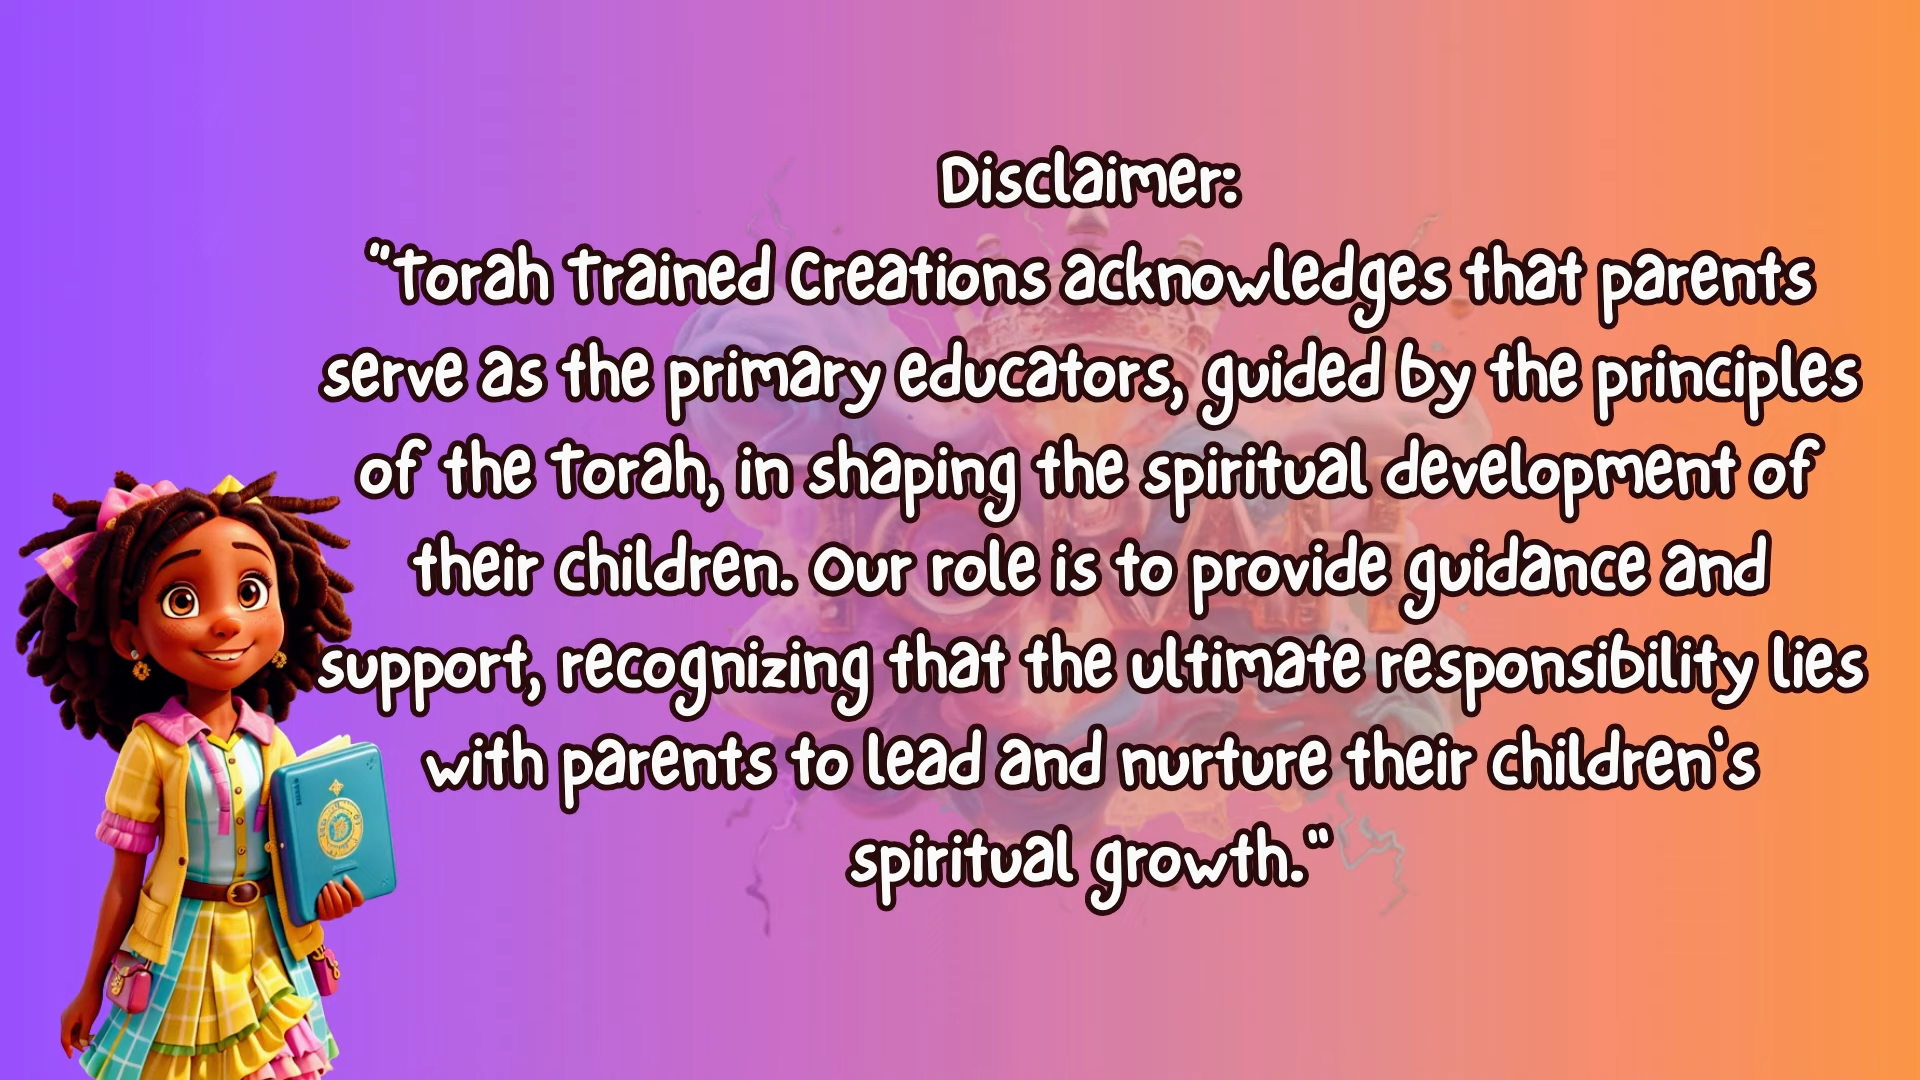 Disclaimer:
"Torah Trained Creations acknowledges that parents
serve as the primary educators, guided by the principles
of the Torah, in shaping the spiritual development of
their children. Our role is to provide guidance and
support, recognizing that the ultimate responsibility lies
with parents to lead and nurture their children's
spiritual growth."
TORAH